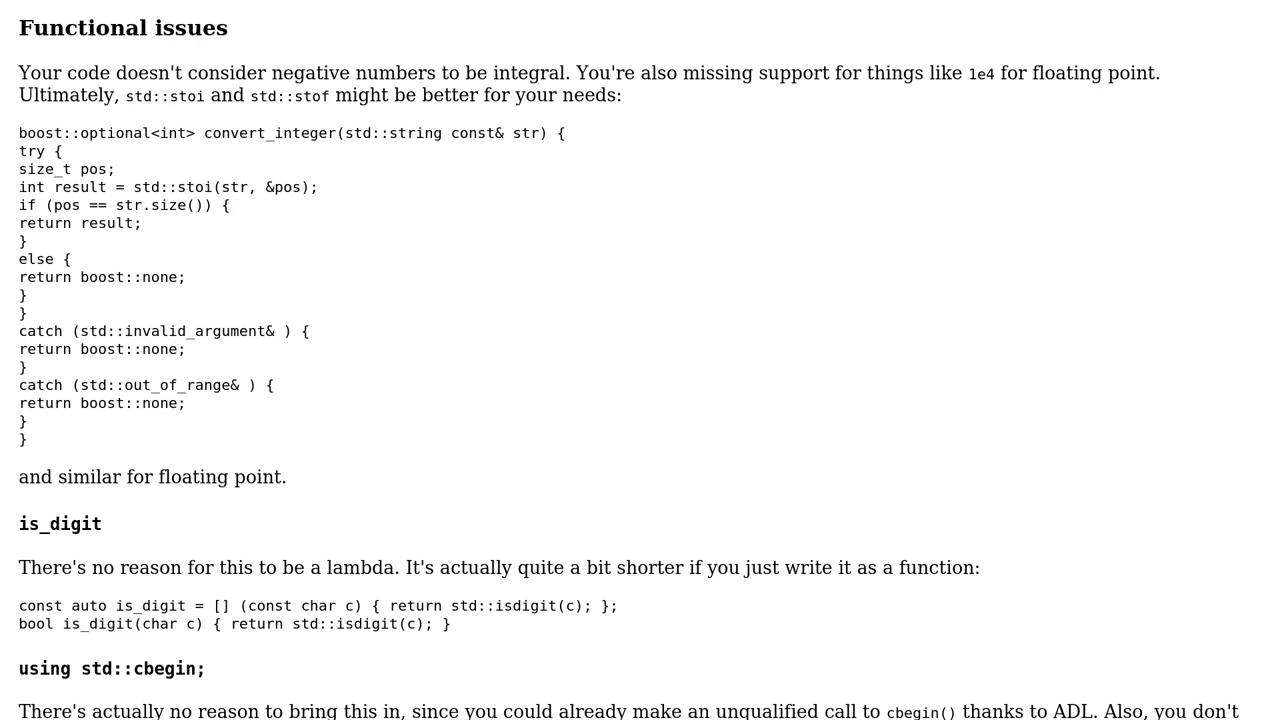 Functional issues
Your code doesn't consider negative numbers to be integral. You're also missing support for things like 1e4 for floating point.
Ultimately, std::stoi and std::stof might be better for your needs:
boost::optional<int> convert_integer(std::string const& str) {
try {
size_t pos;
int result = std::stoi(str, &pos);
if (pos == str.size()) {
return result;
}
else {
return boost::none;
}
}
catch (std::invalid_argument& ) {
return boost::none;
}
catch (std::out_of_range& ) {
return boost::none;
}
}
and similar for floating point.
is_digit
There's no reason for this to be a lambda. It's actually quite a bit shorter if you just write it as a function:
const auto is_digit = [] (const char c) { return std::isdigit(c); };
bool is_digit(char c) { return std::isdigit(c); }
using std::cbegin;
There's actually no reason to bring this in, since you could already make an unqualified call to cbegin() thanks to ADL. Also, you don't